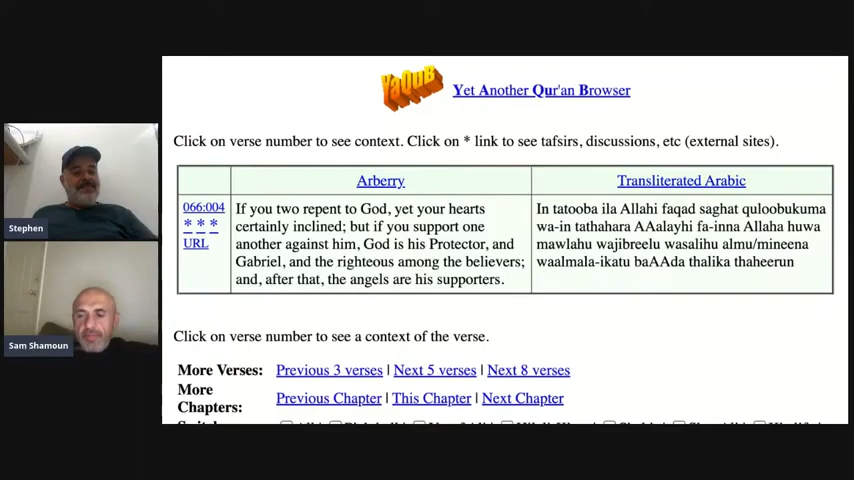 YaQuB
Yet Another Qur'an Browser
Click on verse number to see context. Click on * link to see tafsirs, discussions, etc (external sites).
Arberry
Transliterated Arabic
066:004
* * *
URL
If you two repent to God, yet your hearts
certainly inclined; but if you support one
another against him, God is his Protector, and
Gabriel, and the righteous among the believers;
and, after that, the angels are his supporters.
In tatooba ila Allahi faqad saghat quloobukuma
wa-in tathahara AAalayhi fa-inna Allaha huwa
mawlahu wajibreelu wasalihu almu/mineena
waalmala-ikatu baAAda thalika thaheerun
Stephen
Sam Shamoun
Click on verse number to see a context of the verse.
More Verses: Previous 3 verses | Next 5 verses | Next 8 verses
More
Chapters:
Previous Chapter | This Chapter | Next Chapter